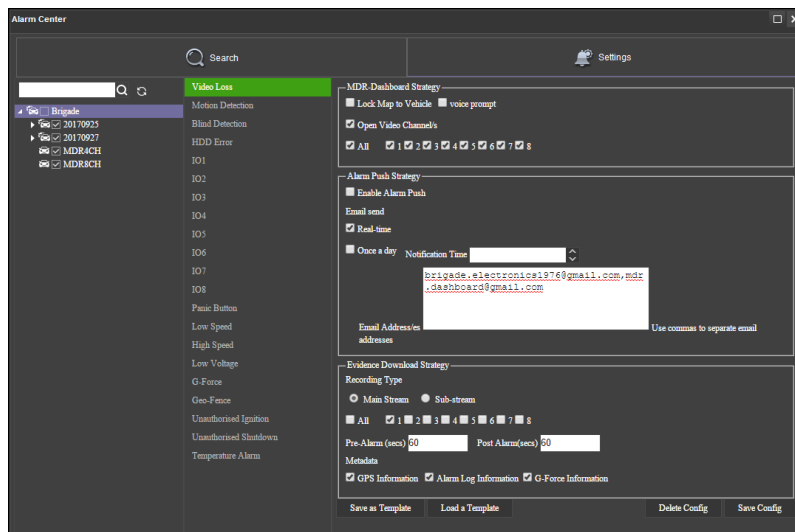 Alarm Center
Search
Settings
Brigade
20170925
20170927
MDR4CH
MDR8CH
Video Loss
Motion Detection
Blind Detection
HDD Error
IO1
IO2
IO3
IO4
IO5
IO6
IO7
IO8
Panic Button
Low Speed
High Speed
Low Voltage
G-Force
Geo-Fence
Unauthorised Ignition
Unauthorised Shutdown
Temperature Alarm
MDR-Dashboard Strategy
Lock Map to Vehicle voice prompt
Open Video Channel/s
All 1 2 3 4 5 6 7 8
Alarm Push Strategy
Enable Alarm Push
Email send
Real-time
Once a day Notification Time
brigade.electronics1976@gmail.com,mdr
.dashboard@gmail.com
Email Address/es Use commas to separate email
addresses
Evidence Download Strategy
Recording Type
Main Stream Sub-stream
All 1 2 3 4 5 6 7 8
Pre-Alarm (secs) 60 Post Alarm(secs) 60
Metadata
GPS Information Alarm Log Information G-Force Information
Save as Template Load a Template Delete Config Save Config